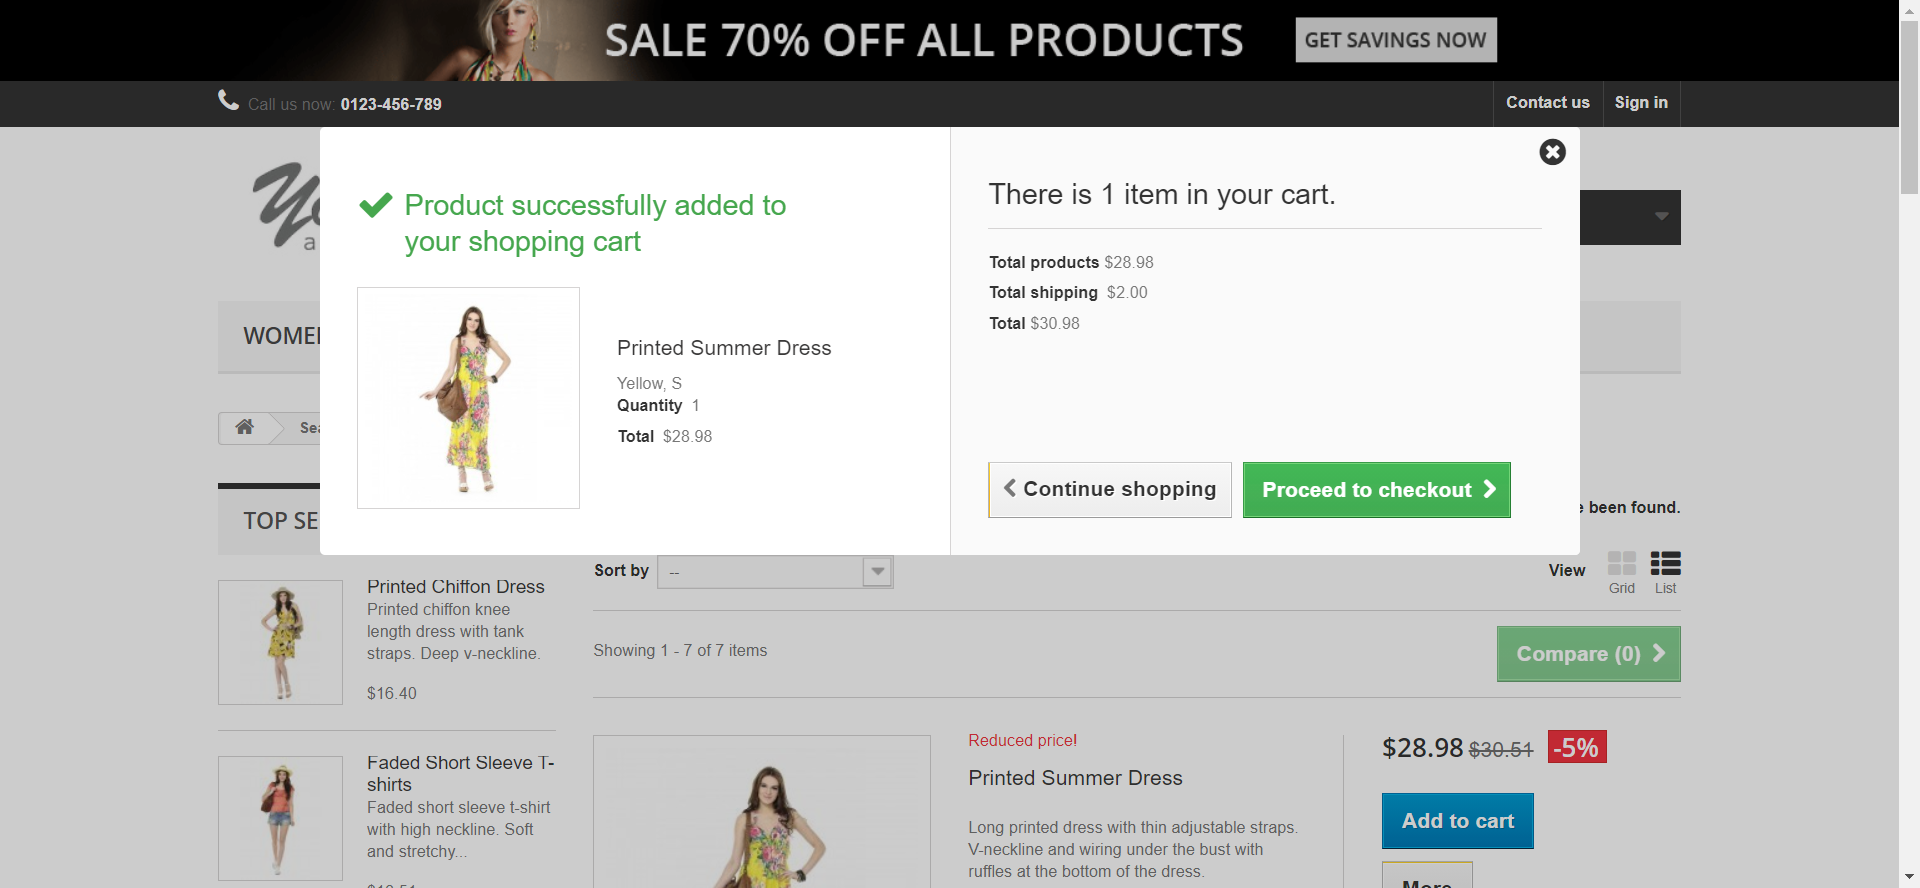 SALE 70% OFF ALL PRODUCTS
GET SAVINGS NOW
Call us now: 0123-456-789
Contact us
Sign in
Product successfully added to
your shopping cart
Printed Summer Dress
Yellow, S
Quantity 1
Total $28.98
There is 1 item in your cart.
Total products $28.98
Total shipping $2.00
Total $30.98
Continue shopping
Proceed to checkout
TOP SE
been found.
Sort by --
View
Grid
List
Showing 1 - 7 of 7 items
Compare (0)
Printed Chiffon Dress
Printed chiffon knee
length dress with tank
straps. Deep v-neckline.
$16.40
Faded Short Sleeve T-
shirts
Faded short sleeve t-shirt
with high neckline. Soft
and stretchy...
Reduced price!
Printed Summer Dress
Long printed dress with thin adjustable straps.
V-neckline and wiring under the bust with
ruffles at the bottom of the dress.
$28.98 $30.51 -5%
Add to cart
More